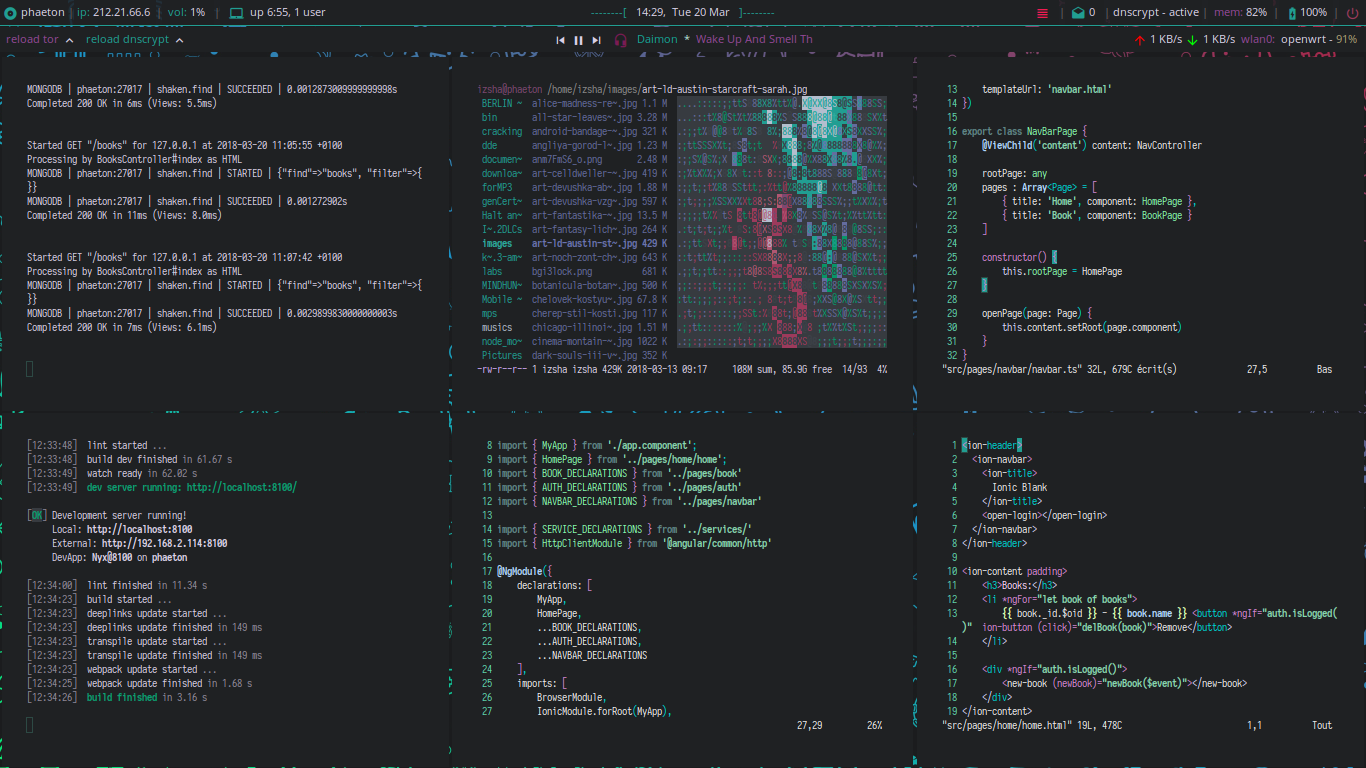 phaeton ip: 212.21.66.6 | vol: 1% | up 6:55, 1 user
--------[ 14:29, Tue 20 Mar ]--------
| 0 | dnscrypt - active | mem: 82% | 100% |
reload tor reload dnscrypt
Daimon * Wake Up And Smell Th
1 KB/s 1 KB/s wlan0: openwrt - 91%
MONGODB | phaeton:27017 | shaken.find | SUCCEEDED | 0.0012873009999999998s
Completed 200 OK in 6ms (Views: 5.5ms)
Started GET "/books" for 127.0.0.1 at 2018-03-20 11:05:55 +0100
Processing by BooksController#index as HTML
MONGODB | phaeton:27017 | shaken.find | STARTED | {"find"=>"books", "filter"=>{
}}
MONGODB | phaeton:27017 | shaken.find | SUCCEEDED | 0.001272902s
Completed 200 OK in 11ms (Views: 8.0ms)
Started GET "/books" for 127.0.0.1 at 2018-03-20 11:07:42 +0100
Processing by BooksController#index as HTML
MONGODB | phaeton:27017 | shaken.find | STARTED | {"find"=>"books", "filter"=>{
}}
MONGODB | phaeton:27017 | shaken.find | SUCCEEDED | 0.0029899830000000003s
Completed 200 OK in 7ms (Views: 6.1ms)
izsha@phaeton /home/izsha/images/art-ld-austin-starcraft-sarah.jpg
BERLIN ~ alice-madness-re~.jpg 1.1 M
bin all-star-leaves~.jpg 3.28 M
cracking android-bandage-~.jpg 321 K
dde angliya-gorod-l~.jpg 1.23 M
documen~ anm7FmS6_o.png 2.48 M
downloa~ art-celldweller-~.jpg 419 K
forMP3 art-devushka-ab~.jpg 1.88 M
genCert~ art-devushka-vzg~.jpg 597 K
Halt an~ art-fantastika-~.jpg 13.5 M
I~.2DLCs art-fantasy-lich~.jpg 264 K
images art-ld-austin-st~.jpg 429 K
k~.3-am~ art-noch-zont-ch~.jpg 643 K
labs bgi3lock.png 681 K
MINDHUN~ botanicula-botan~.jpg 500 K
Mobile ~ chelovek-kostyu~.jpg 67.8 K
mps cherep-stil-kosti.jpg 117 K
musics chicago-illinoi~.jpg 1.51 M
node_mo~ cinema-montain-~.jpg 1022 K
Pictures dark-souls-iii-v~.jpg 352 K
-rw-r--r-- 1 izsha izsha 429K 2018-03-13 09:17 108M sum, 85.9G free 14/93 4%
13 templateUrl: 'navbar.html'
14 })
15
16 export class NavBarPage {
17 @ViewChild('content') content: NavController
18
19 rootPage: any
20 pages : Array<Page> = [
21 { title: 'Home', component: HomePage },
22 { title: 'Book', component: BookPage }
23 ]
24
25 constructor() {
26 this.rootPage = HomePage
27 }
28
29 openPage(page: Page) {
30 this.content.setRoot(page.component)
31 }
32 }
"src/pages/navbar/navbar.ts" 32L, 679C écrit(s) 27,5 Bas
[12:33:48] lint started ...
[12:33:48] build dev finished in 61.67 s
[12:33:49] watch ready in 62.02 s
[12:33:49] dev server running: http://localhost:8100/
[OK] Development server running!
Local: http://localhost:8100
External: http://192.168.2.114:8100
DevApp: Nyx@8100 on phaeton
[12:34:00] lint finished in 11.34 s
[12:34:23] build started ...
[12:34:23] deeplinks update started ...
[12:34:23] deeplinks update finished in 149 ms
[12:34:23] transpile update started ...
[12:34:23] transpile update finished in 149 ms
[12:34:23] webpack update started ...
[12:34:25] webpack update finished in 1.68 s
[12:34:26] build finished in 3.16 s
8 import { MyApp } from './app.component';
9 import { HomePage } from '../pages/home/home';
10 import { BOOK_DECLARATIONS } from '../pages/book'
11 import { AUTH_DECLARATIONS } from '../pages/auth'
12 import { NAVBAR_DECLARATIONS } from '../pages/navbar'
13
14 import { SERVICE_DECLARATIONS } from '../services/'
15 import { HttpClientModule } from '@angular/common/http'
16
17 @NgModule({
18 declarations: [
19 MyApp,
20 HomePage,
21 ...BOOK_DECLARATIONS,
22 ...AUTH_DECLARATIONS,
23 ...NAVBAR_DECLARATIONS
24 ],
25 imports: [
26 BrowserModule,
27 IonicModule.forRoot(MyApp),
27,29 26%
1 <ion-header>
2 <ion-navbar>
3 <ion-title>
4 Ionic Blank
5 </ion-title>
6 <open-login></open-login>
7 </ion-navbar>
8 </ion-header>
9
10 <ion-content padding>
11 <h3>Books:</h3>
12 <li *ngFor="let book of books">
13 {{ book._id.$oid }} - {{ book.name }} <button *ngIf="auth.isLogged(
)" ion-button (click)="delBook(book)">Remove</button>
14 </li>
15
16 <div *ngIf="auth.isLogged()">
17 <new-book (newBook)="newBook($event)"></new-book>
18 </div>
19 </ion-content>
"src/pages/home/home.html" 19L, 478C 1,1 Tout